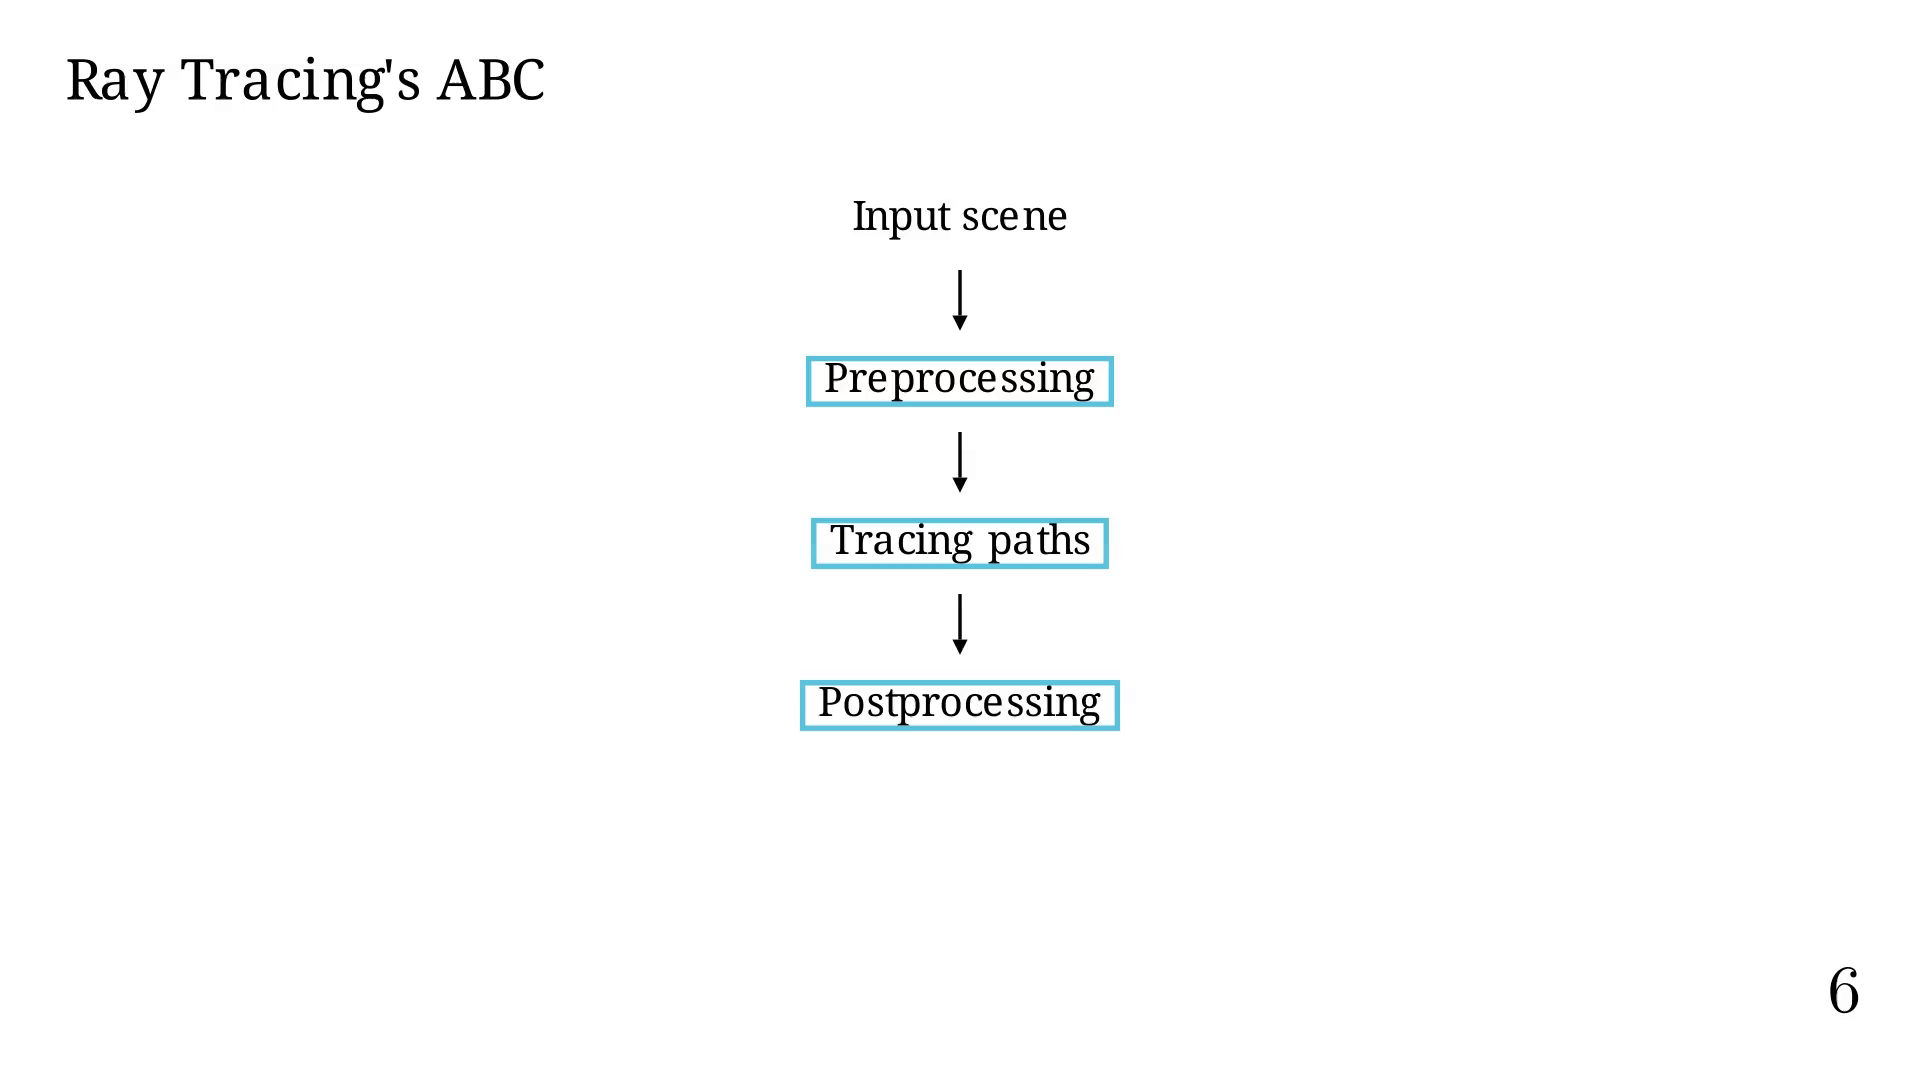 Ray Tracing's ABC
Input scene
Preprocessing
Tracing paths
Postprocessing
6